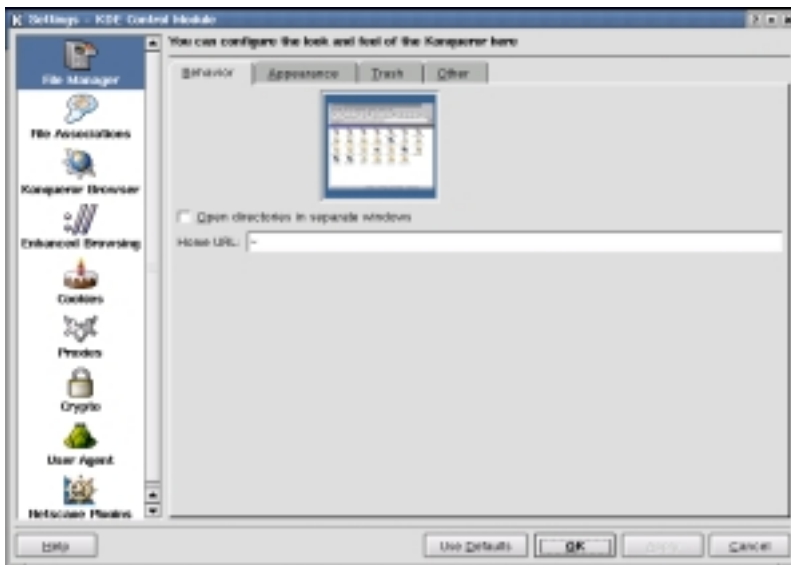 Settings - KDE Control Module
You can configure the look and feel of the Konqueror here
File Manager
File Associations
Konqueror Browser
Enhanced Browsing
Cookies
Proxies
Crypto
User Agent
Netscape Plugins
Behavior
Appearance
Trash
Other
Open directories in separate windows
Home URL: ~
Help
Use Defaults
OK
Apply
Cancel